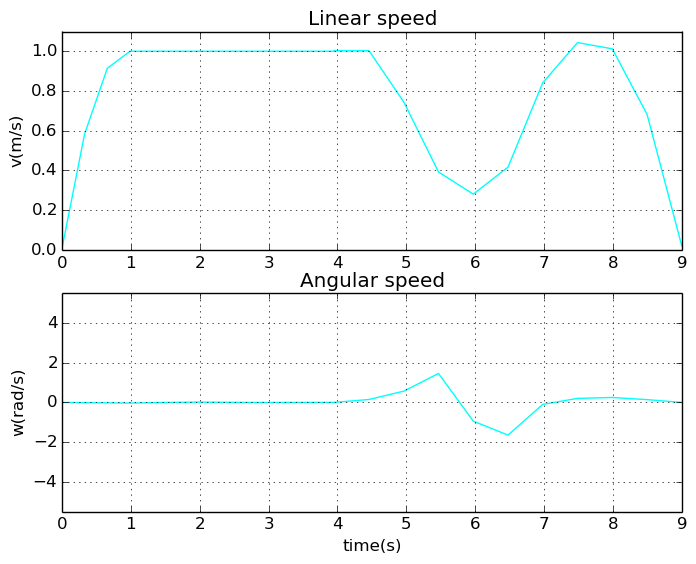 Linear speed
v(m/s)
1.0
0.8
0.6
0.4
0.2
0.0
0 1 2 3 4 5 6 7 8 9
Angular speed
w(rad/s)
4
2
0
−2
−4
0 1 2 3 4 5 6 7 8 9
time(s)